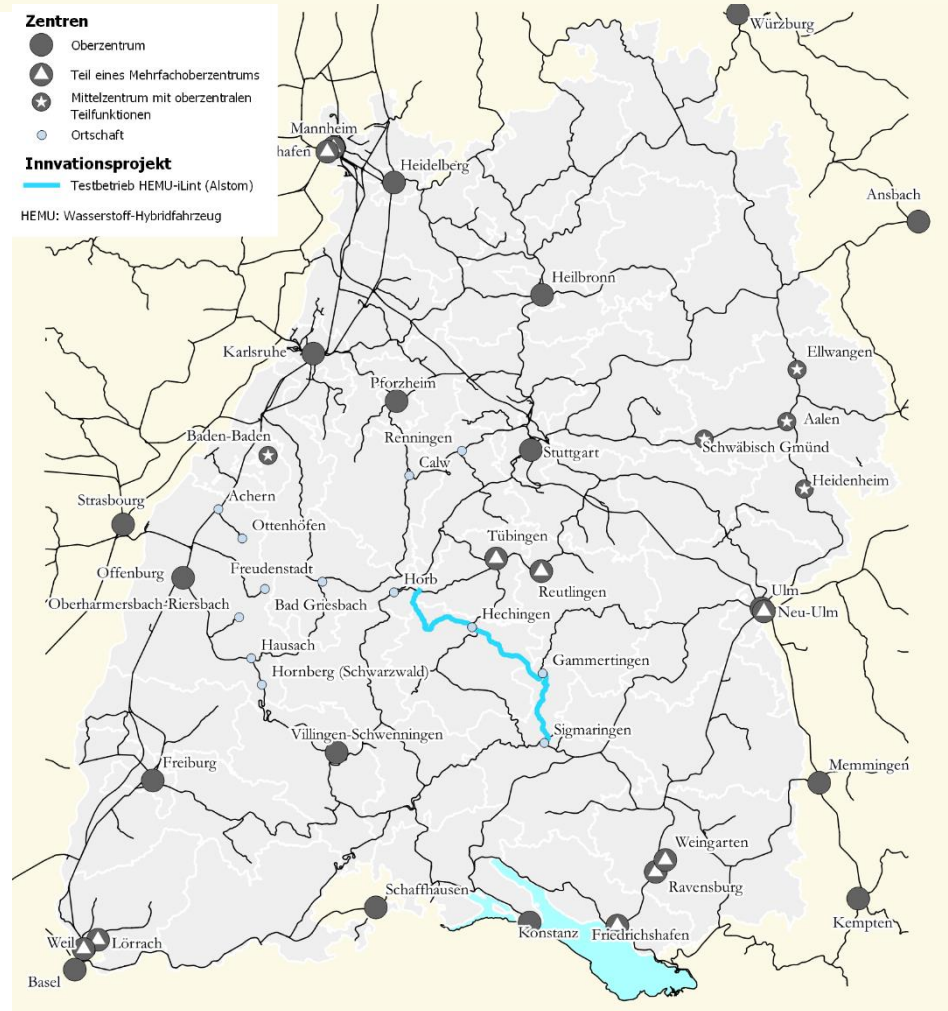 Zentren
Oberzentrum
Teil eines Mehrfachoberzentrums
Mittelzentrum mit oberzentralen
Teilfunktionen
Ortschaft
Innvationsprojekt
Testbetrieb HEMU-iLint (Alstom)
HEMU: Wasserstoff-Hybridfahrzeug
Würzburg
Mannheim
hafen
Heidelberg
Ansbach
Heilbronn
Karlsruhe
Ellwangen
Pforzheim
Aalen
Baden-Baden
Renningen
Schwäbisch Gmünd
Stuttgart
Calw
Heidenheim
Strasbourg
Achern
Ottenhöfen
Tübingen
Offenburg
Freudenstadt
Horb
Reutlingen
Ulm
Oberharmersbach-Riersbach
Bad Griesbach
Hechingen
Neu-Ulm
Hausach
Gammertingen
Hornberg (Schwarzwald)
Sigmaringen
Villingen-Schwenningen
Freiburg
Memmingen
Weingarten
Ravensburg
Schaffhausen
Konstanz
Friedrichshafen
Kempten
Weil
Lörrach
Basel